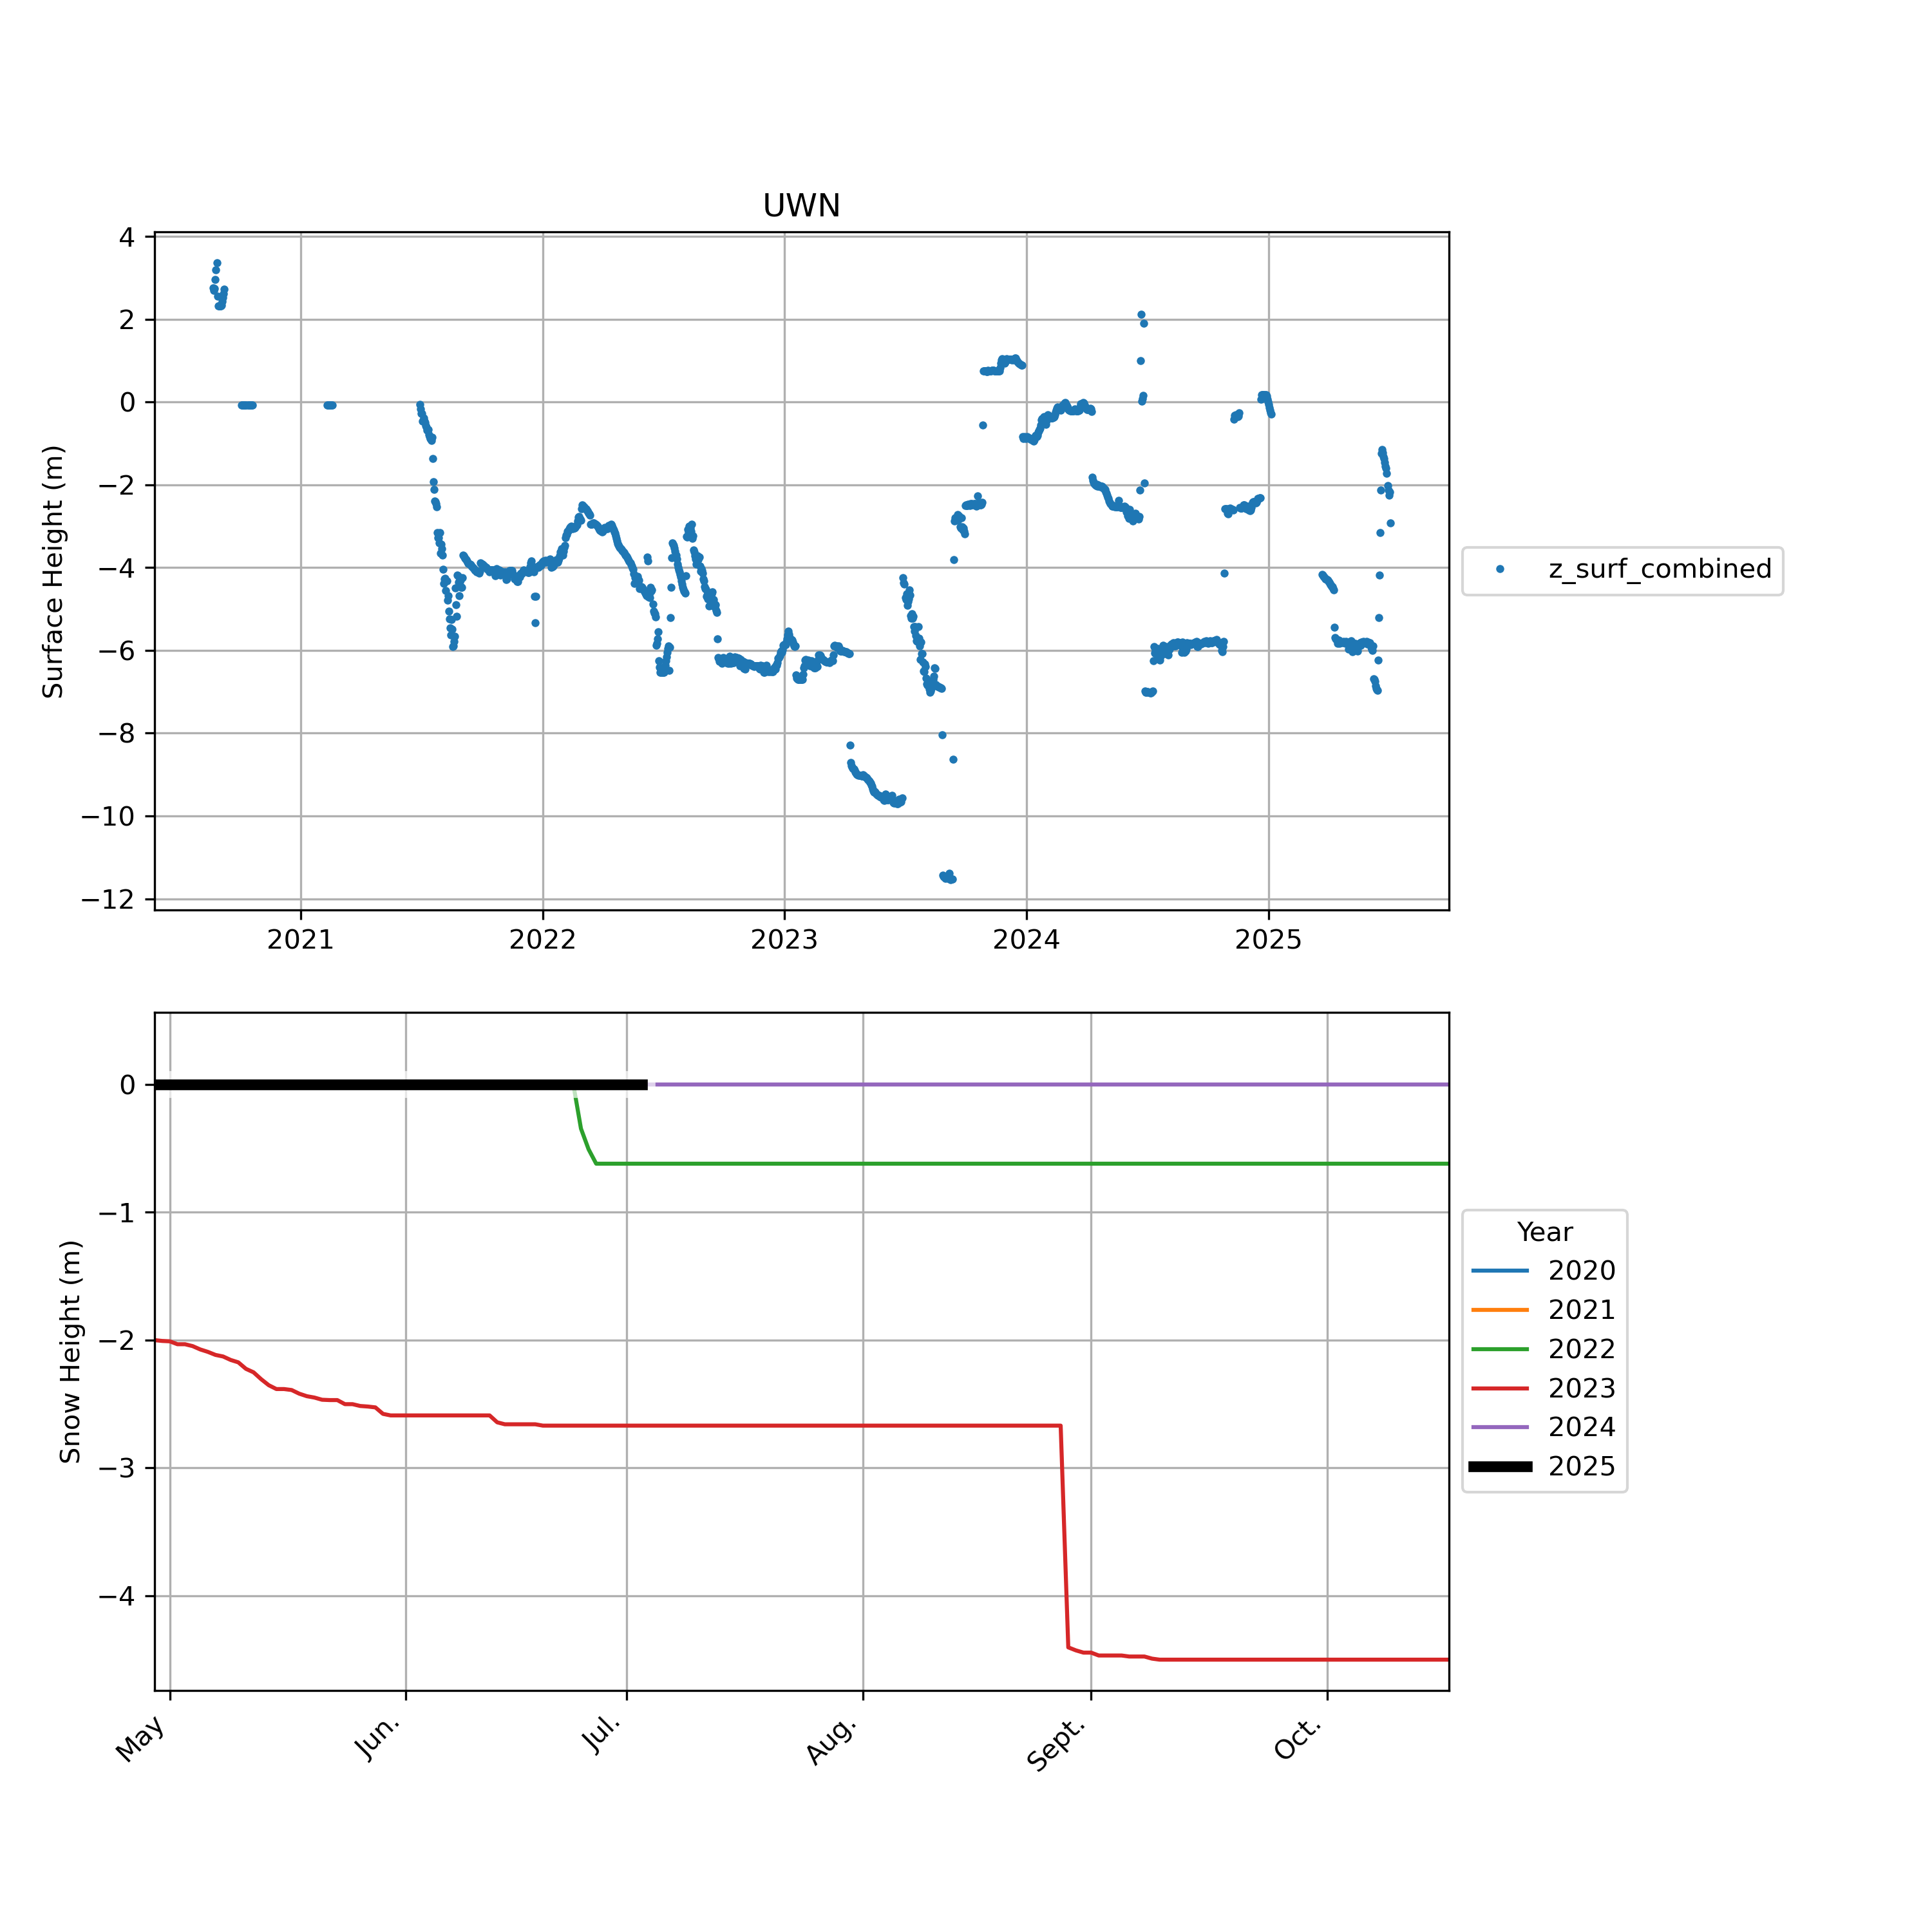 UWN
Surface Height (m)
4
2
0
−2
−4
−6
−8
−10
−12
2021 2022 2023 2024 2025
z_surf_combined
Snow Height (m)
0
−1
−2
−3
−4
May Jun. Jul. Aug. Sept. Oct.
Year
2020
2021
2022
2023
2024
2025